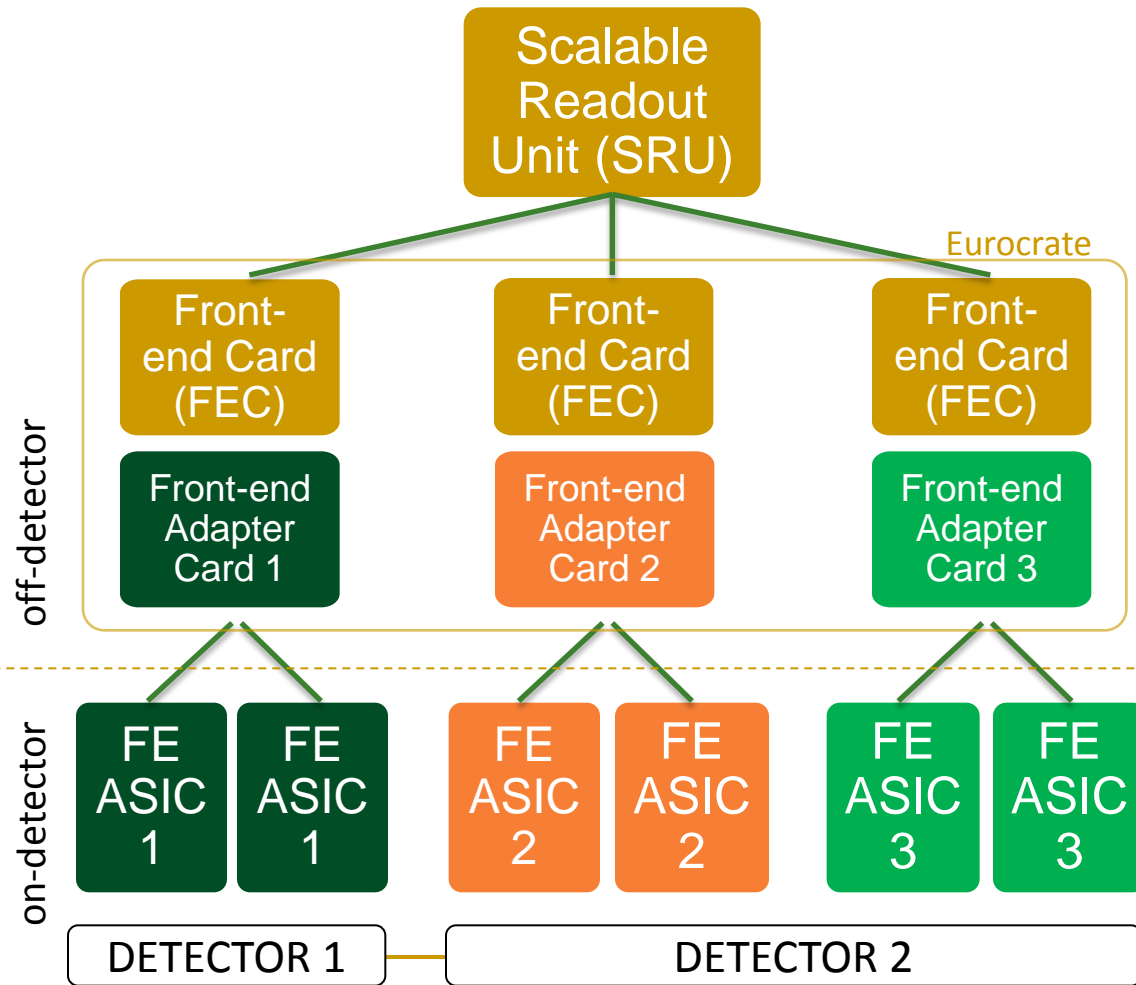 Scalable
Readout
Unit (SRU)
Eurocrate
Front-
end Card
(FEC)
Front-
end Card
(FEC)
Front-
end Card
(FEC)
off-detector
Front-end
Adapter
Card 1
Front-end
Adapter
Card 2
Front-end
Adapter
Card 3
on-detector
FE
ASIC
1
FE
ASIC
1
FE
ASIC
2
FE
ASIC
2
FE
ASIC
3
FE
ASIC
3
DETECTOR 1
DETECTOR 2